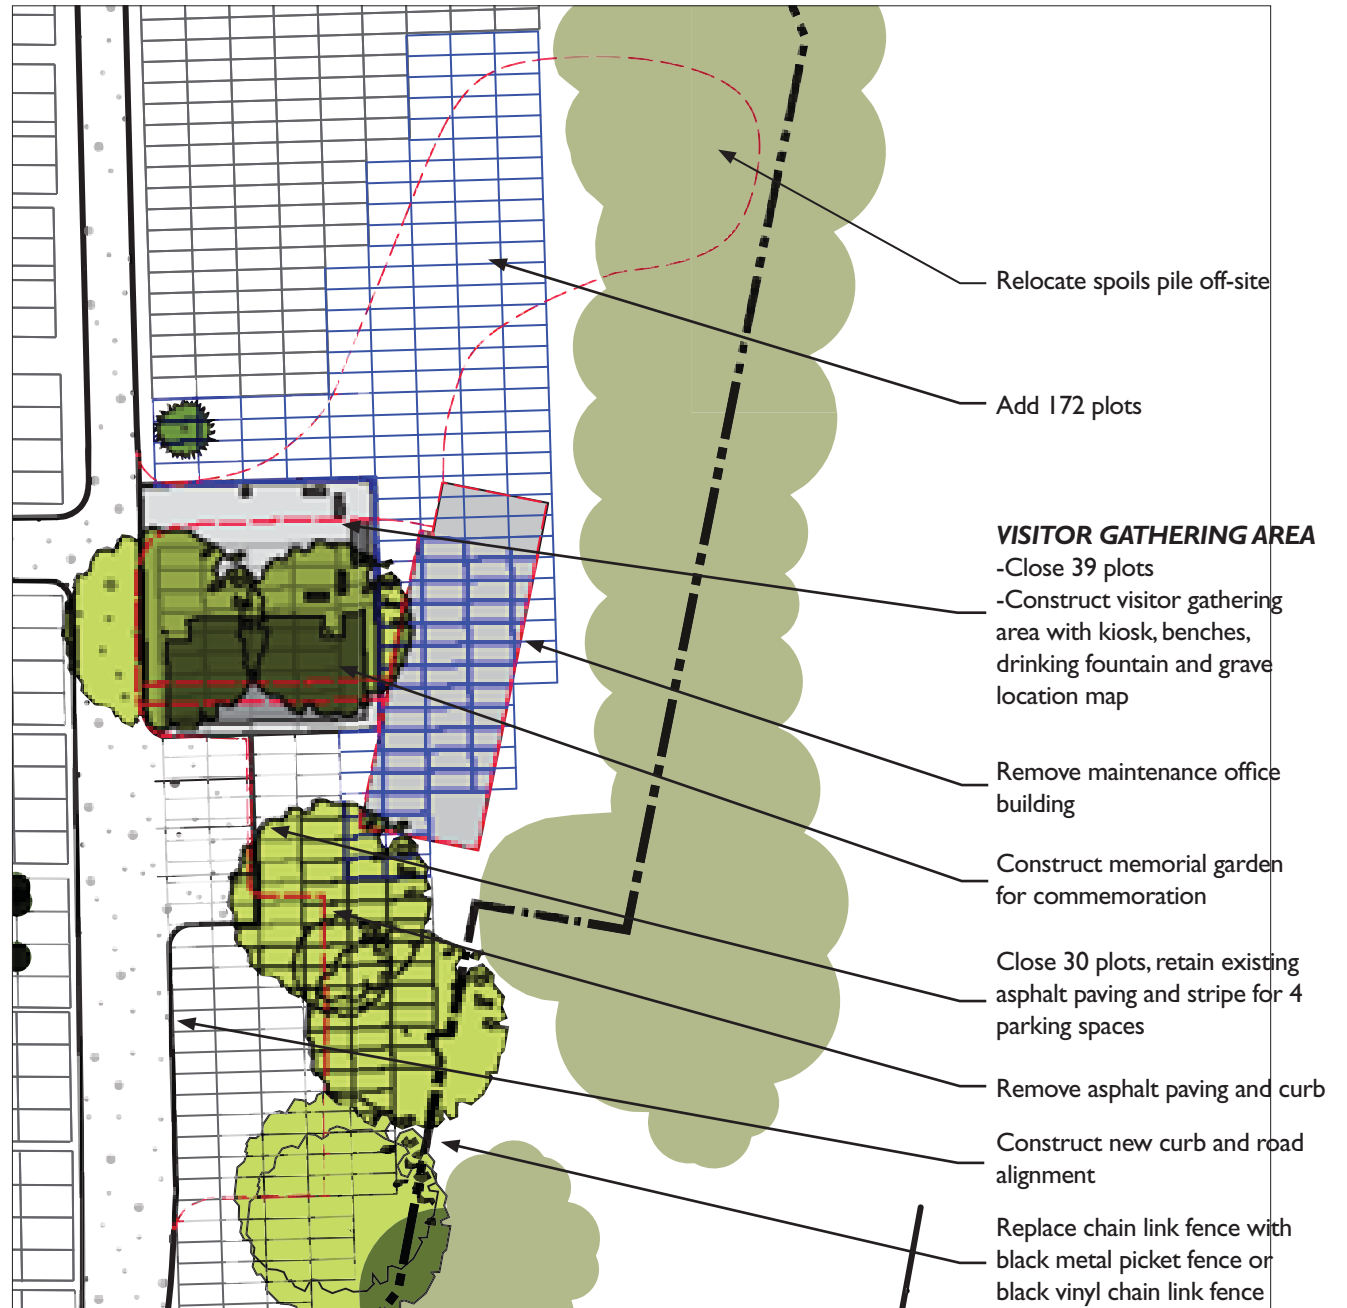 Relocate spoils pile off-site
Add 172 plots
VISITOR GATHERING AREA
-Close 39 plots
-Construct visitor gathering
area with kiosk, benches,
drinking fountain and grave
location map
Remove maintenance office
building
Construct memorial garden
for commemoration
Close 30 plots, retain existing
asphalt paving and stripe for 4
parking spaces
Remove asphalt paving and curb
Construct new curb and road
alignment
Replace chain link fence with
black metal picket fence or
black vinyl chain link fence